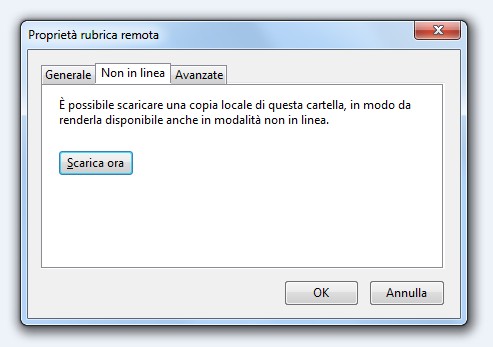 Proprietà rubrica remota
Generale Non in linea Avanzate
È possibile scaricare una copia locale di questa cartella, in modo da
renderla disponibile anche in modalità non in linea.
Scarica ora
OK Annulla